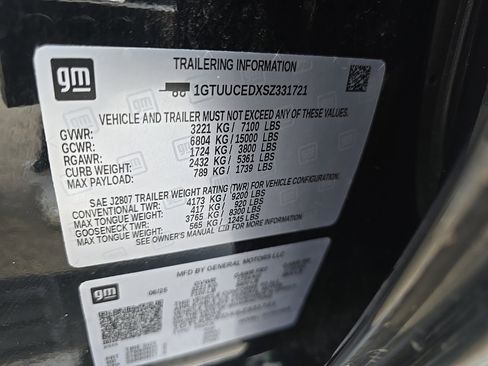 gm
TRAILERING INFORMATION
1GTUUCEDXSZ331721
VEHICLE AND TRAILER MUST NOT EXCEED ANY OF THESE VALUES.
GVWR: 3221 KG / 7100 LBS
GCWR: 6804 KG / 15000 LBS
RGAWR: 1724 KG / 3800 LBS
CURB WEIGHT: 2432 KG / 5361 LBS
MAX PAYLOAD: 789 KG / 1739 LBS
SAE J2807 TRAILER WEIGHT RATING (TWR) FOR VEHICLE CONFIGURATION.
CONVENTIONAL TWR: 4173 KG / 9200 LBS
MAX TONGUE WEIGHT: 417 KG / 920 LBS
GOOSENECK TWR: 3765 KG / 8300 LBS
MAX TONGUE WEIGHT: 565 KG / 1245 LBS
SEE OWNER'S MANUAL FOR MORE INFORMATION.
gm
MFD BY GENERAL MOTORS LLC
06/25